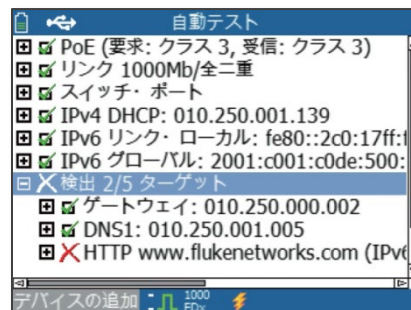 自動テスト
PoE (要求: クラス 3, 受信: クラス 3)
リンク 1000Mb/全二重
スイッチ・ ポート
IPv4 DHCP: 010.250.001.139
IPv6 リンク・ ローカル: fe80::2c0:17ff:f
IPv6 グローバル: 2001:c001:c0de:500:
検出 2/5 ターゲット
ゲートウェイ: 010.250.000.002
DNS1: 010.250.001.005
HTTP www.flukenetworks.com (IPv6
デバイスの追加 1000
FDx